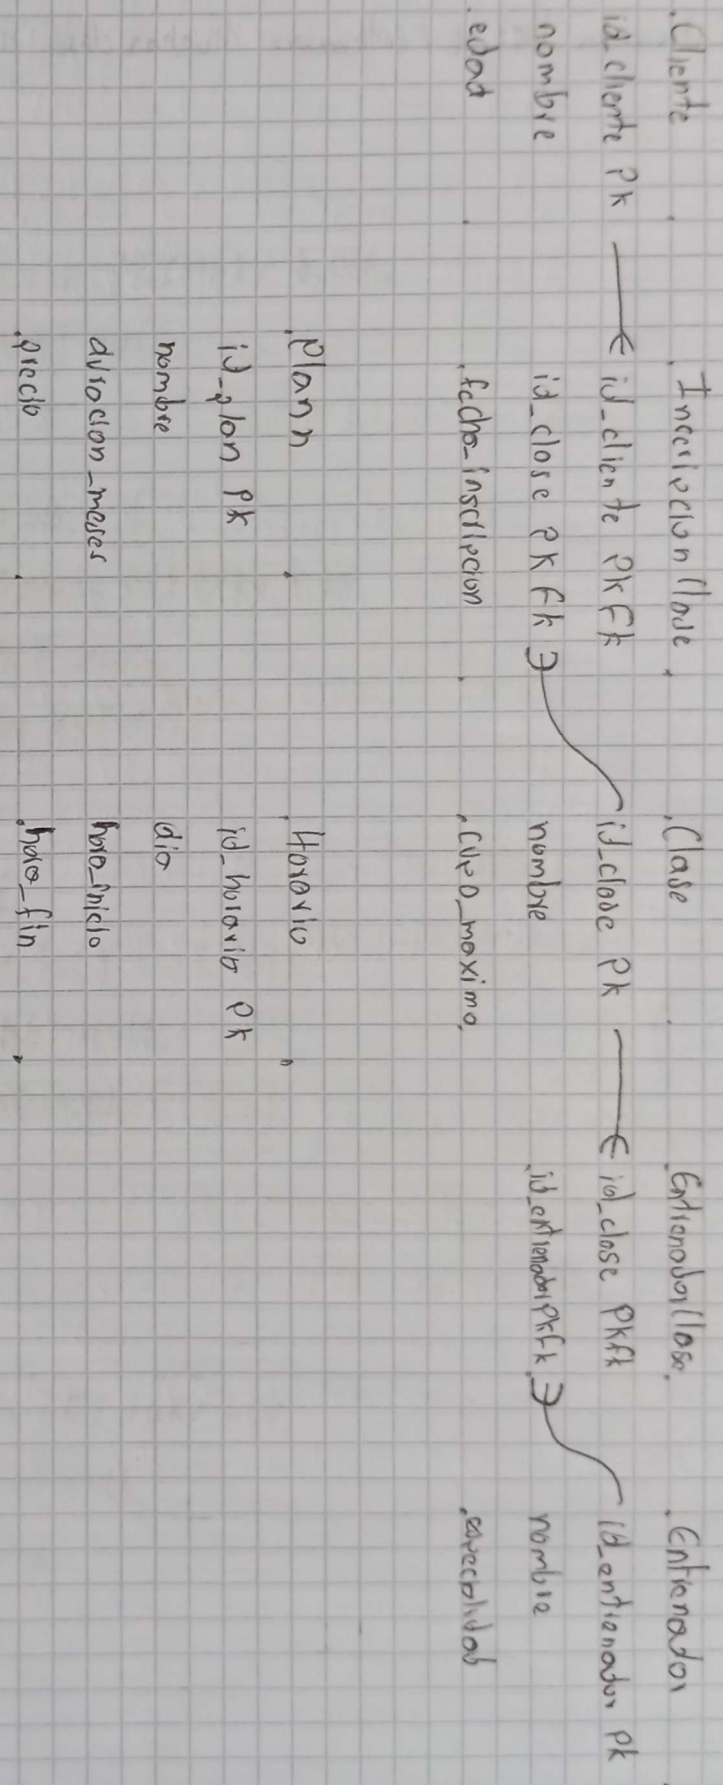 Cliente
id_cliente PK
nombre
edad
Inscripcion Clase
id_cliente PK FK
id_clase PK FK
fecha_inscripcion
Clase
id_clase PK
nombre
cupo_maximo
Entrenador Clase
id_clase PK FK
id_entrenador PK FK
Entrenador
id_entrenador PK
nombre
especialidad
Plann
id_plan PK
nombre
duracion_meses
precio
Horario
id_horario PK
dia
hora_inicio
hora_fin